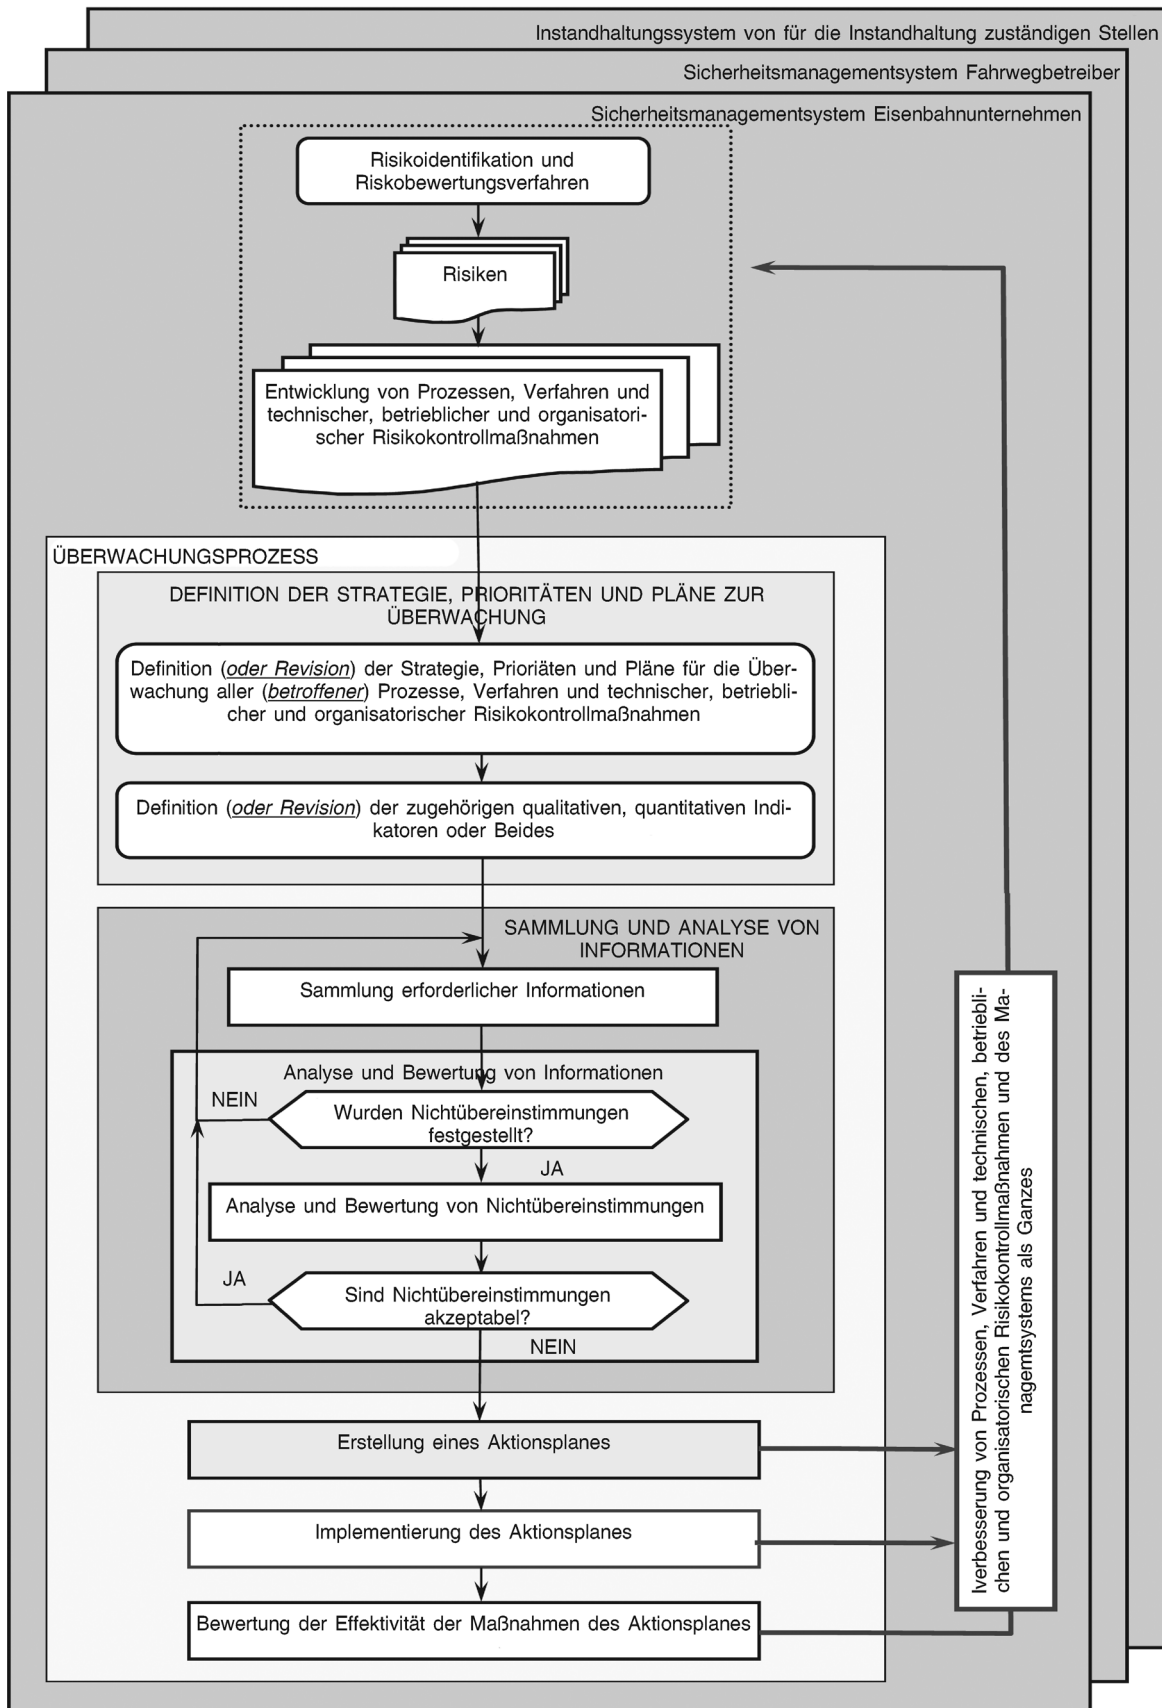 Instandhaltungssystem von für die Instandhaltung zuständigen Stellen
Sicherheitsmanagementsystem Fahrwegbetreiber
Sicherheitsmanagementsystem Eisenbahnunternehmen
Risikoidentifikation und
Riskobewertungsverfahren
Risiken
Entwicklung von Prozessen, Verfahren und
technischer, betrieblicher und organisatori-
scher Risikokontrollmaßnahmen
ÜBERWACHUNGSPROZESS
DEFINITION DER STRATEGIE, PRIORITÄTEN UND PLÄNE ZUR
ÜBERWACHUNG
Definition (oder Revision) der Strategie, Prioriäten und Pläne für die Über-
wachung aller (betroffener) Prozesse, Verfahren und technischer, betriebli-
cher und organisatorischer Risikokontrollmaßnahmen
Definition (oder Revision) der zugehörigen qualitativen, quantitativen Indi-
katoren oder Beides
SAMMLUNG UND ANALYSE VON
INFORMATIONEN
Sammlung erforderlicher Informationen
Analyse und Bewertung von Informationen
NEIN
Wurden Nichtübereinstimmungen
festgestellt?
JA
Analyse und Bewertung von Nichtübereinstimmungen
JA
Sind Nichtübereinstimmungen
akzeptabel?
NEIN
Erstellung eines Aktionsplanes
Implementierung des Aktionsplanes
Bewertung der Effektivität der Maßnahmen des Aktionsplanes
Iverbesserung von Prozessen, Verfahren und technischen, betriebli-
chen und organisatorischen Risikokontrollmaßnahmen und des Ma-
nagemtsystems als Ganzes